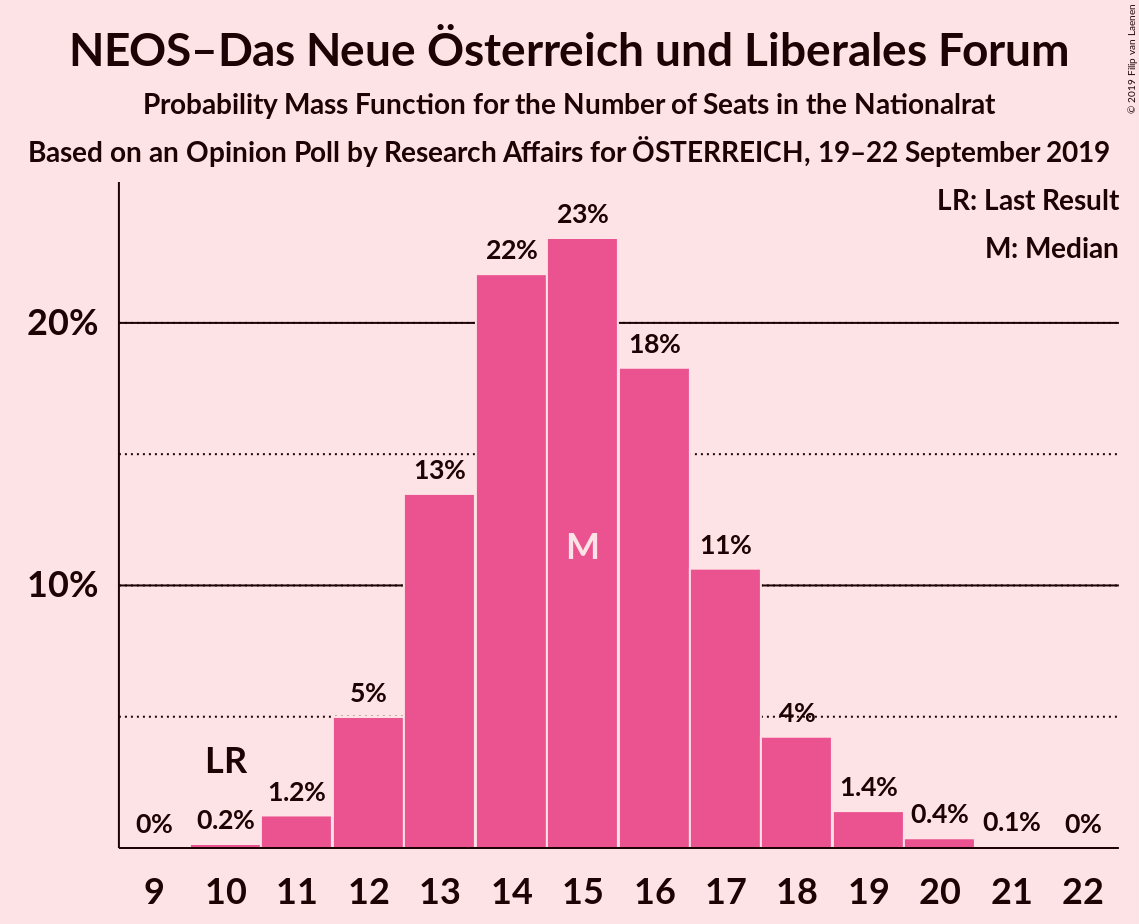 NEOS–Das Neue Österreich und Liberales Forum
Probability Mass Function for the Number of Seats in the Nationalrat
Based on an Opinion Poll by Research Affairs for ÖSTERREICH, 19–22 September 2019
© 2019 Filip van Laenen
LR: Last Result
M: Median
23%
22%
20%
18%
13%
M
11%
10%
5%
4%
LR
1.2%
1.4%
0%
0.2%
0.4%
0.1%
0%
9 10 11 12 13 14 15 16 17 18 19 20 21 22